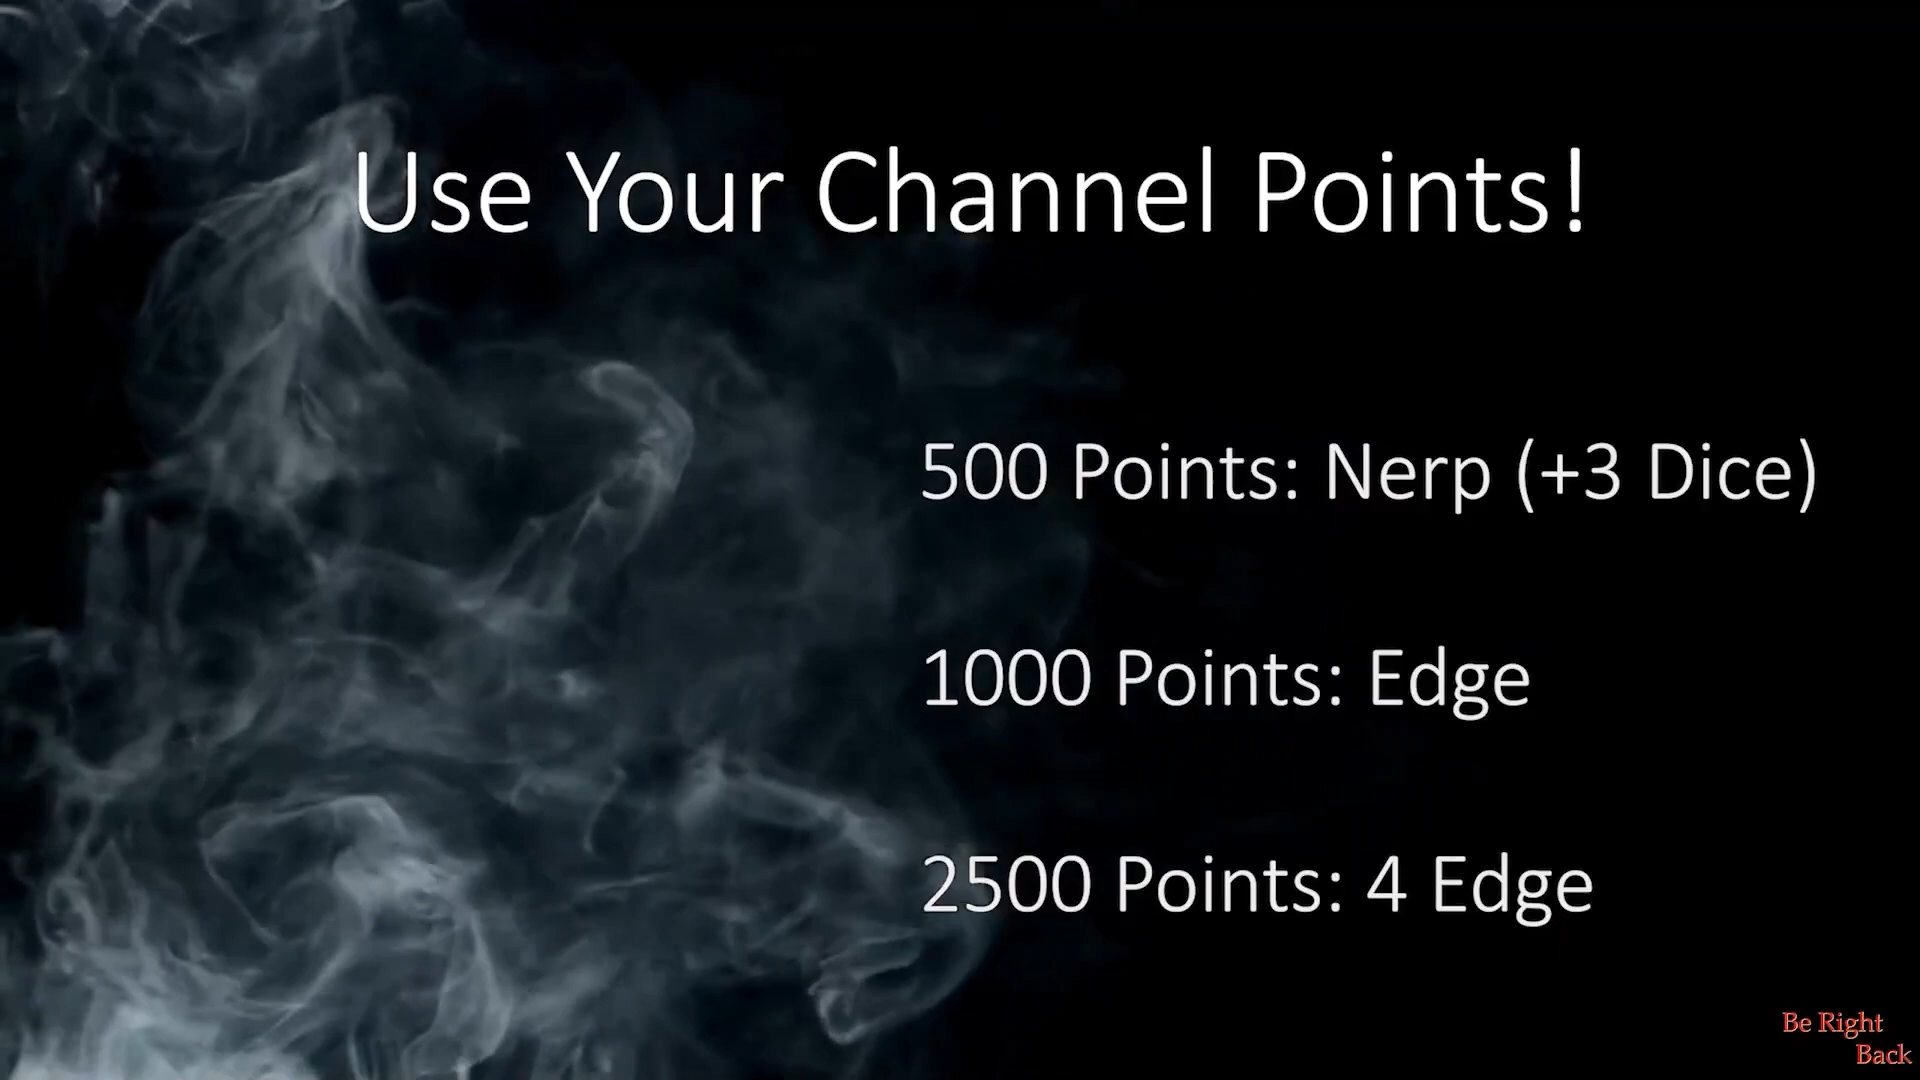 Use Your Channel Points!
500 Points: Nerp (+3 Dice)
1000 Points: Edge
2500 Points: 4 Edge
Be Right
Back